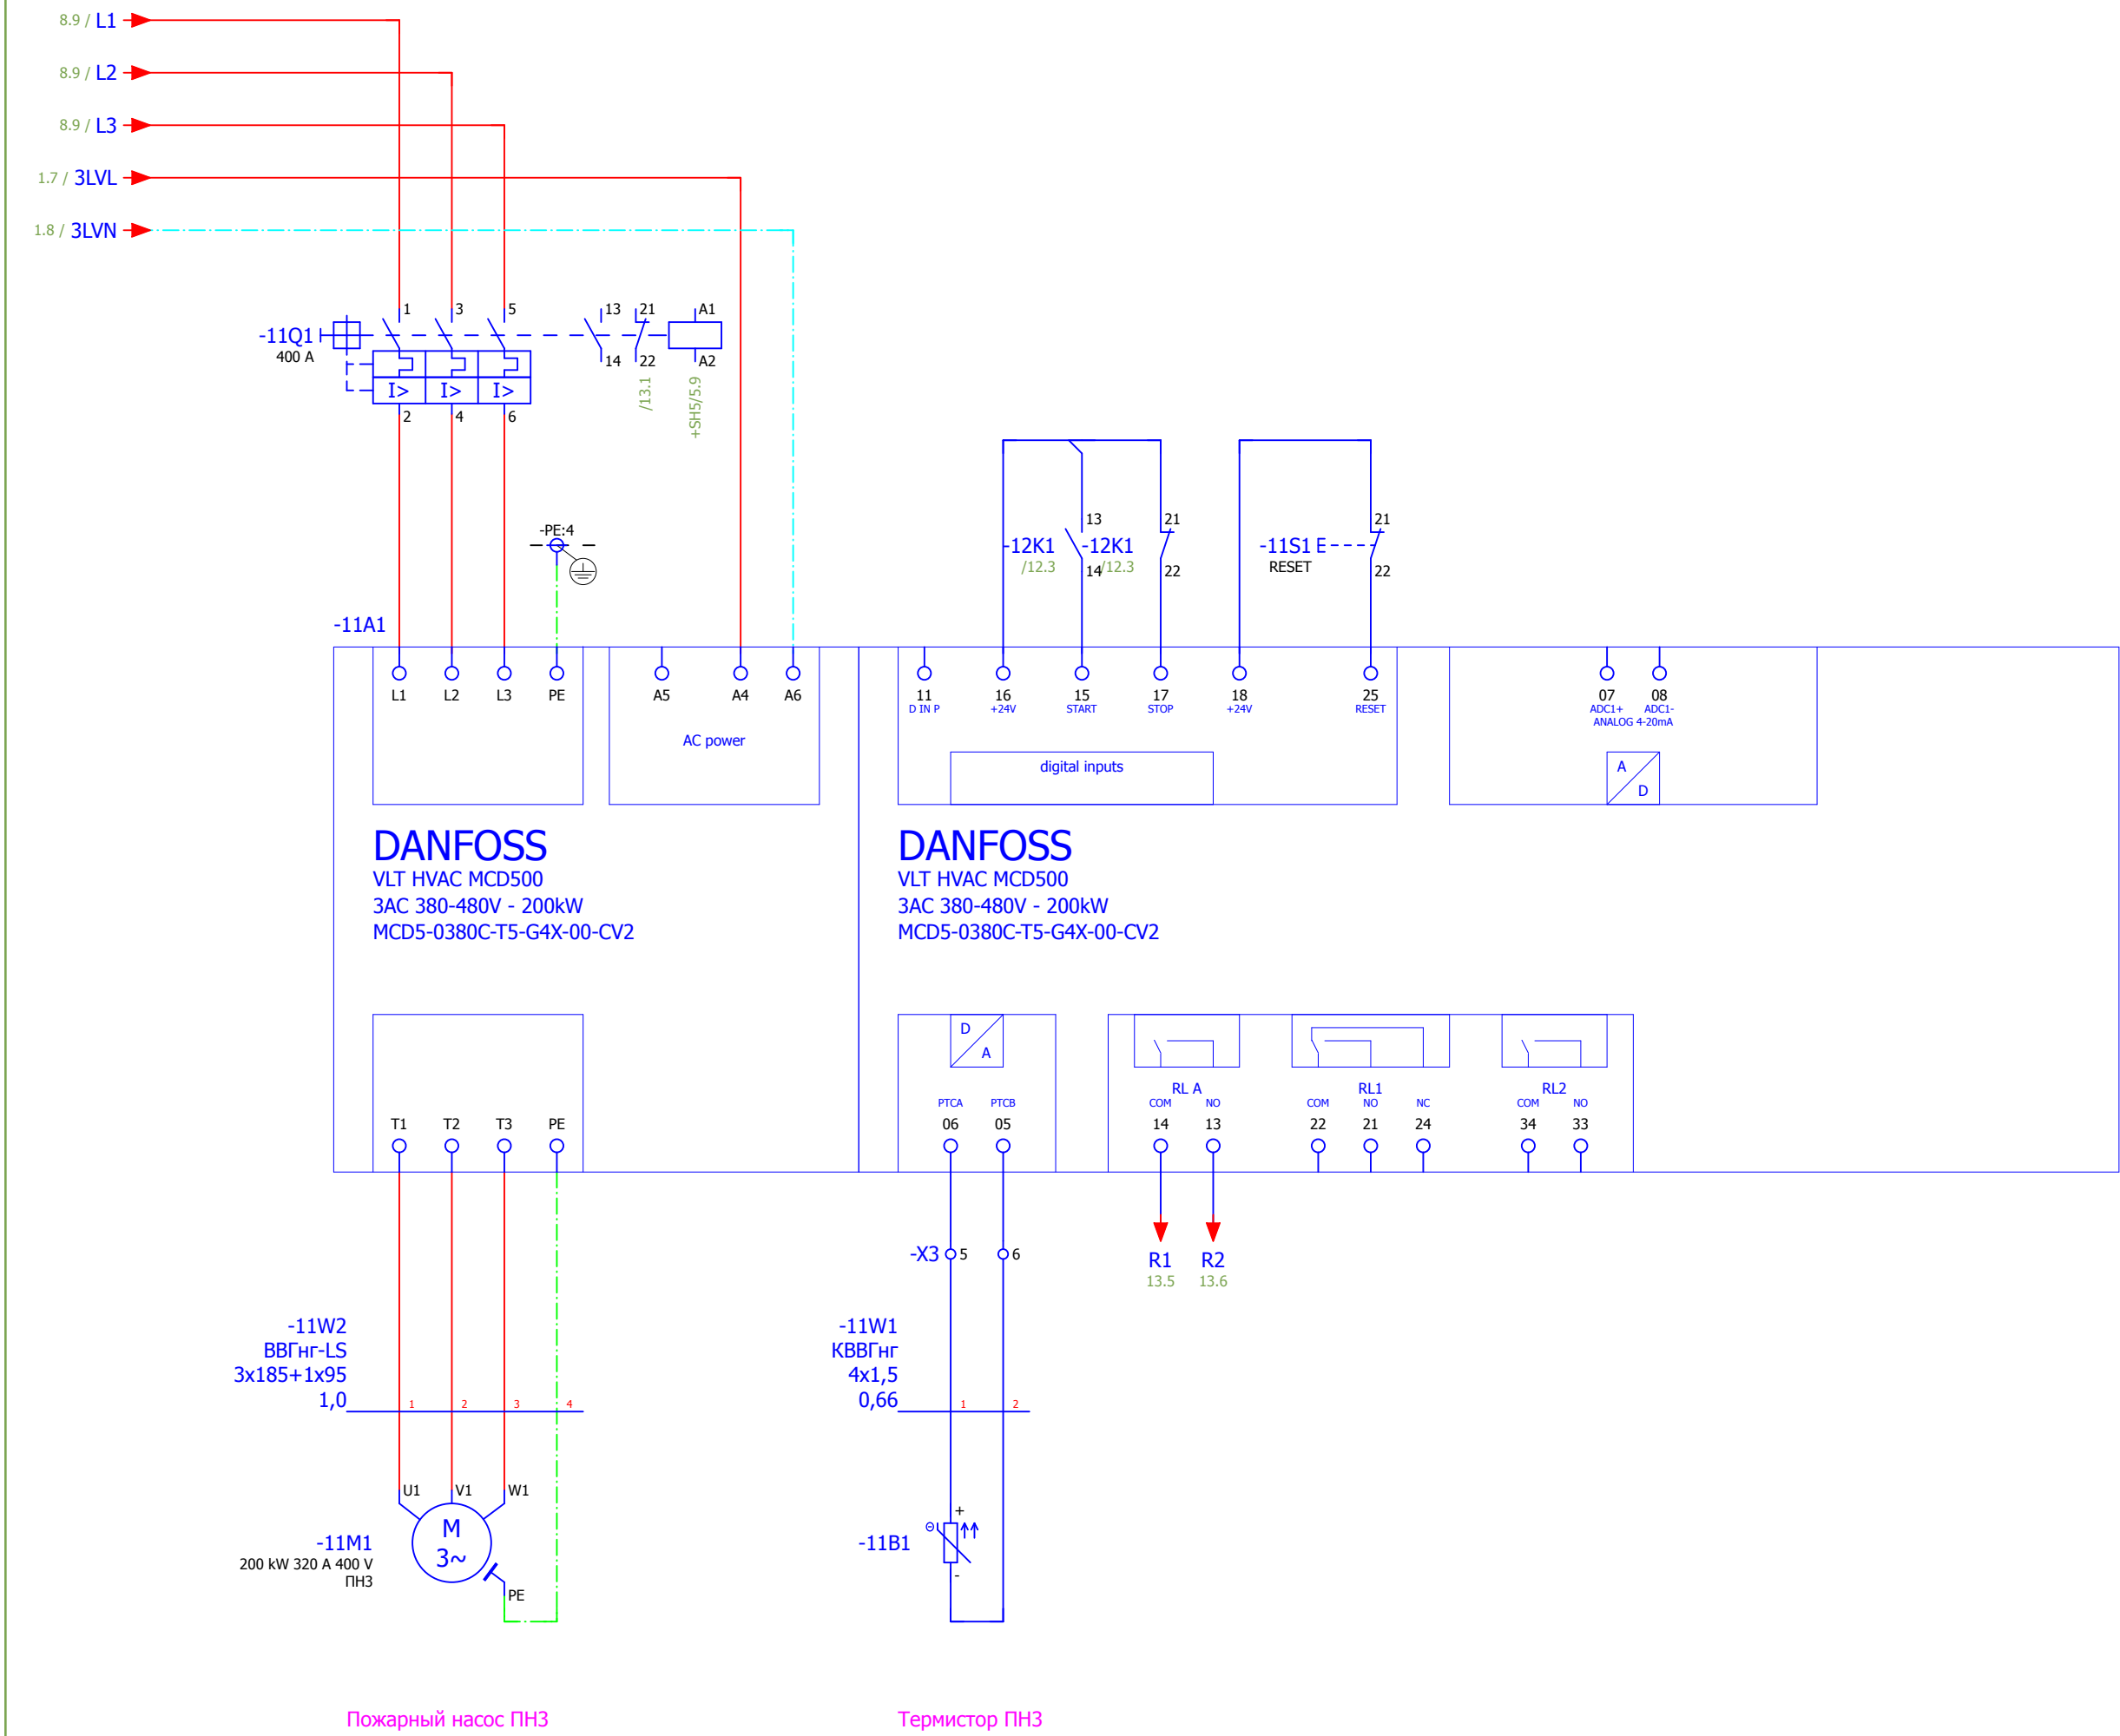 8.9 / L1
8.9 / L2
8.9 / L3
1.7 / 3LVL
1.8 / 3LVN
-11Q1
400 A
1 3 5 13 21 A1
14 22 A2
I> I> I>
2 4 6
/13.1
+SH5/5.9
-PE:4
-12K1
/12.3
13
14
-12K1
/12.3
21
22
-11S1 E
RESET
21
22
-11A1
L1 L2 L3 PE A5 A4 A6
AC power
11 16 15 17 18 25
D IN P +24V START STOP +24V RESET
digital inputs
07 08
ADC1+ ADC1-
ANALOG 4-20mA
A
D
DANFOSS
VLT HVAC MCD500
3AC 380-480V - 200kW
MCD5-0380C-T5-G4X-00-CV2
DANFOSS
VLT HVAC MCD500
3AC 380-480V - 200kW
MCD5-0380C-T5-G4X-00-CV2
D
A
RL A RL1 RL2
PTCA PTCB COM NO COM NO NC COM NO
T1 T2 T3 PE 06 05 14 13 22 21 24 34 33
-X3 5 6
R1 R2
13.5 13.6
-11W2
ВВГнг-LS
3x185+1x95
1,0
1 2 3 4
-11W1
КВВГнг
4x1,5
0,66
1 2
U1 V1 W1
M
3~
-11M1
200 kW 320 A 400 V
ПН3
PE
-11B1
Θ
+
-
Пожарный насос ПН3
Термистор ПН3